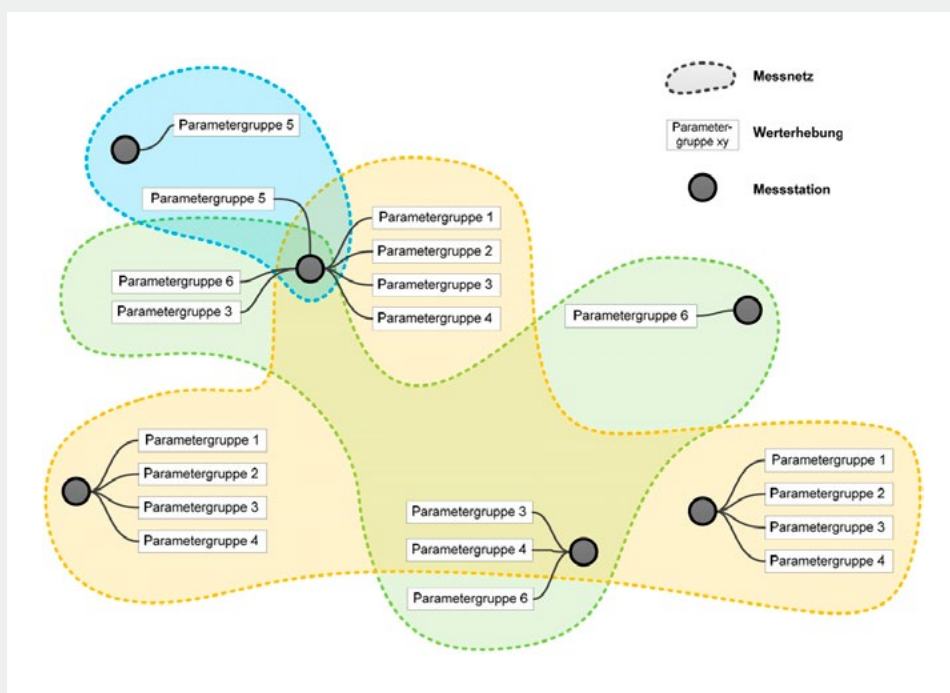 Messnetz
Parameter-
gruppe xy
Werterhebung
Messstation
Parametergruppe 5
Parametergruppe 5
Parametergruppe 1
Parametergruppe 2
Parametergruppe 3
Parametergruppe 4
Parametergruppe 6
Parametergruppe 3
Parametergruppe 6
Parametergruppe 1
Parametergruppe 2
Parametergruppe 3
Parametergruppe 4
Parametergruppe 3
Parametergruppe 4
Parametergruppe 6
Parametergruppe 1
Parametergruppe 2
Parametergruppe 3
Parametergruppe 4